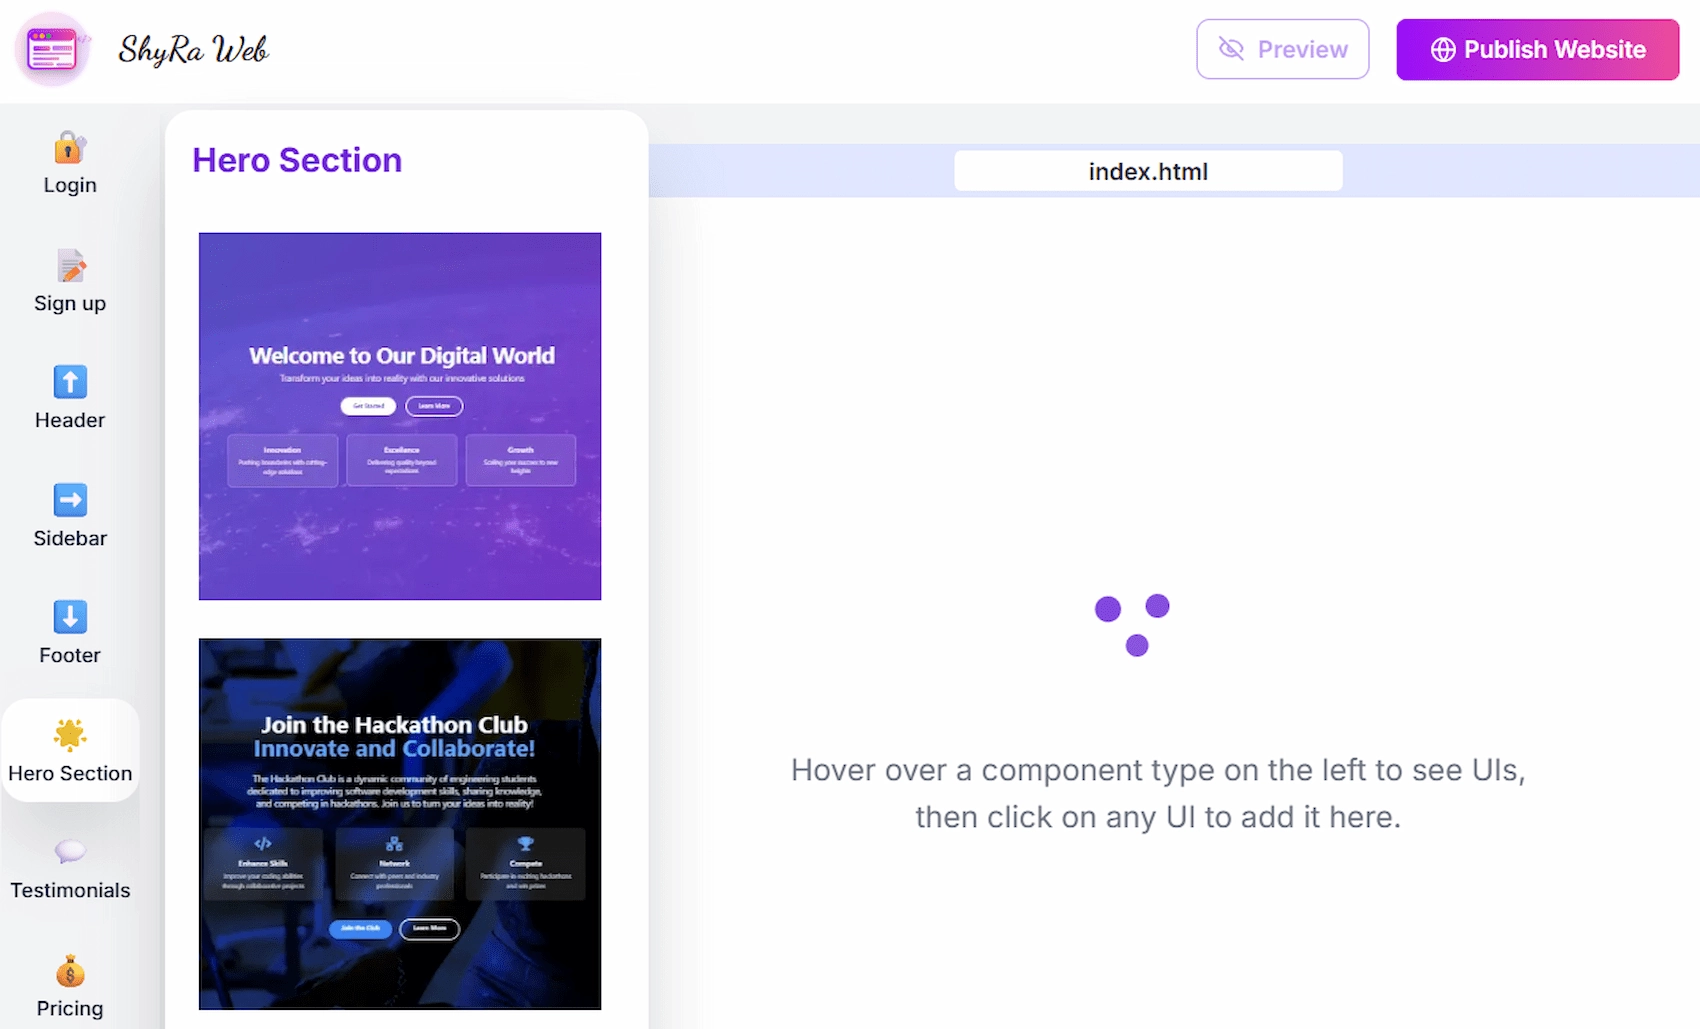 ShyRa Web
Preview
Publish Website
Login
Sign up
Header
Sidebar
Footer
Hero Section
Testimonials
Pricing
Hero Section
Welcome to Our Digital World
Transform your ideas into reality with our innovative solutions
Get Started
Learn More
Innovation
Pushing boundaries with cutting-
edge solutions
Excellence
Delivering quality beyond
expectations
Growth
Scaling your success to new
heights
Join the Hackathon Club
Innovate and Collaborate!
The Hackathon Club is a dynamic community of engineering students
dedicated to improving software development skills, sharing knowledge,
and competing in hackathons. Join us to turn your ideas into reality!
Enhance Skills
Improve your coding abilities
through collaborative projects
Network
Connect with peers and industry
professionals
Compete
Participate in exciting hackathons
and win prizes
Join the Club
Learn More
index.html
Hover over a component type on the left to see UIs,
then click on any UI to add it here.